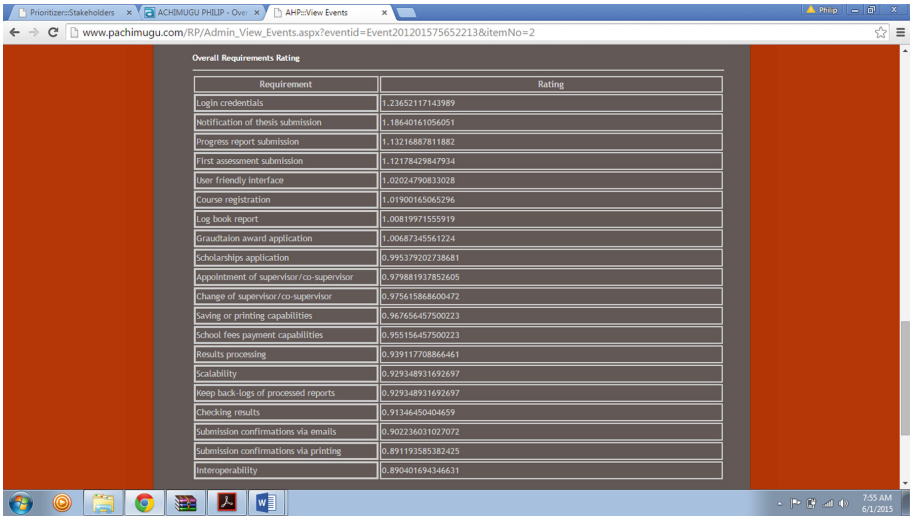 Prioritizer::Stakeholders
ACHIMUGU PHILIP - Over
AHP::View Events
Philip
www.pachimugu.com/RP/Admin_View_Events.aspx?eventid=Event201201575652213&itemNo=2
Overall Requirements Rating
Requirement Rating
Login credentials 1.23652117143989
Notification of thesis submission 1.18640161056051
Progress report submission 1.13216887811882
First assessment submission 1.12178429847934
User friendly interface 1.02024790833028
Course registration 1.01900165065296
Log book report 1.00819971555919
Graudtaion award application 1.00687345561224
Scholarships application 0.995379202738681
Appointment of supervisor/co-supervisor 0.979881937852605
Change of supervisor/co-supervisor 0.975615868600472
Saving or printing capabilities 0.967656457500223
School fees payment capabilities 0.955156457500223
Results processing 0.939117708866461
Scalability 0.929348931692697
Keep back-logs of processed reports 0.929348931692697
Checking results 0.91346450404659
Submission confirmations via emails 0.902236031027072
Submission confirmations via printing 0.891193585382425
Interoperability 0.890401694346631
7:55 AM
6/1/2015